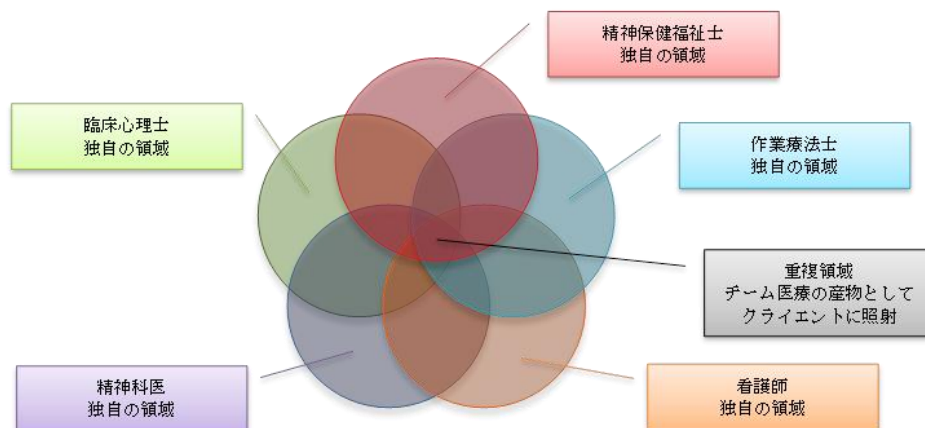 精神保健福祉士
独自の領域
臨床心理士
独自の領域
作業療法士
独自の領域
重複領域
チーム医療の産物として
クライエントに照射
精神科医
独自の領域
看護師
独自の領域